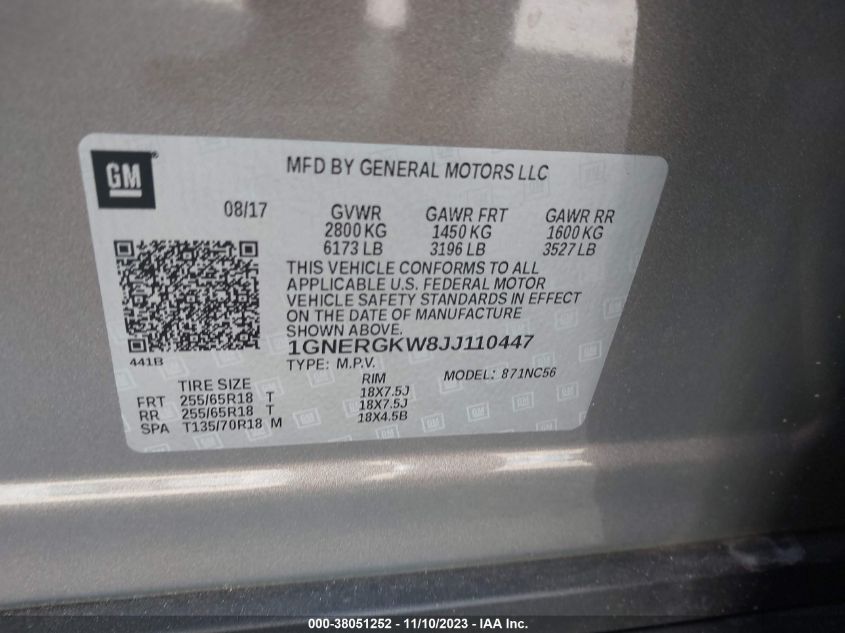 GM
MFD BY GENERAL MOTORS LLC
08/17 GVWR GAWR FRT GAWR RR
2800 KG 1450 KG 1600 KG
6173 LB 3196 LB 3527 LB
THIS VEHICLE CONFORMS TO ALL
APPLICABLE U.S. FEDERAL MOTOR
VEHICLE SAFETY STANDARDS IN EFFECT
ON THE DATE OF MANUFACTURE
SHOWN ABOVE.
1GNERGKW8JJ110447
441B
TYPE: M.P.V. MODEL: 871NC56
TIRE SIZE RIM
FRT 255/65R18 T 18X7.5J
RR 255/65R18 T 18X7.5J
SPA T135/70R18 M 18X4.5B
000-38051252 - 11/10/2023 - IAA Inc.